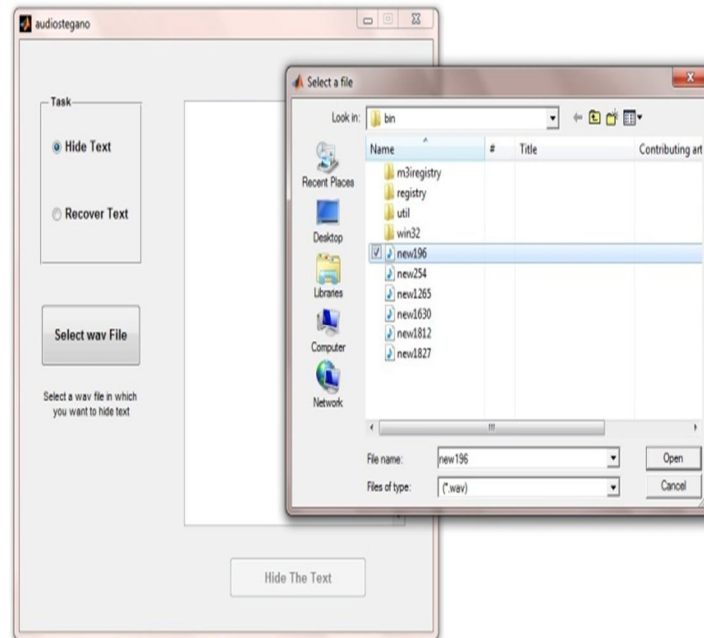 audiostegano
Task
Hide Text
Recover Text
Select wav File
Select a wav file in which
you want to hide text
Hide The Text
Select a file
Look in:
bin
Name # Title Contributing art
Recent Places
Desktop
Libraries
Computer
Network
m3iregistry
registry
util
win32
new196
new254
new1265
new1630
new1812
new1827
File name: new196
Open
Files of type: (*.wav)
Cancel